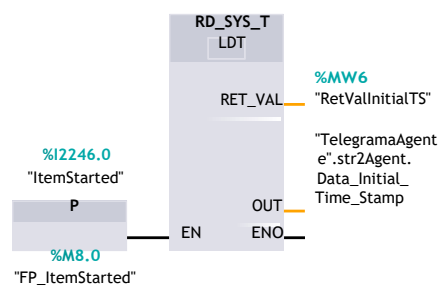 RD_SYS_T
LDT
%MW6
RET_VAL
"RetValInitialTS"
"TelegramaAgent
e".str2Agent.
Data_Initial_
Time_Stamp
%I2246.0
"ItemStarted"
P
OUT
EN
ENO
%M8.0
"FP_ItemStarted"